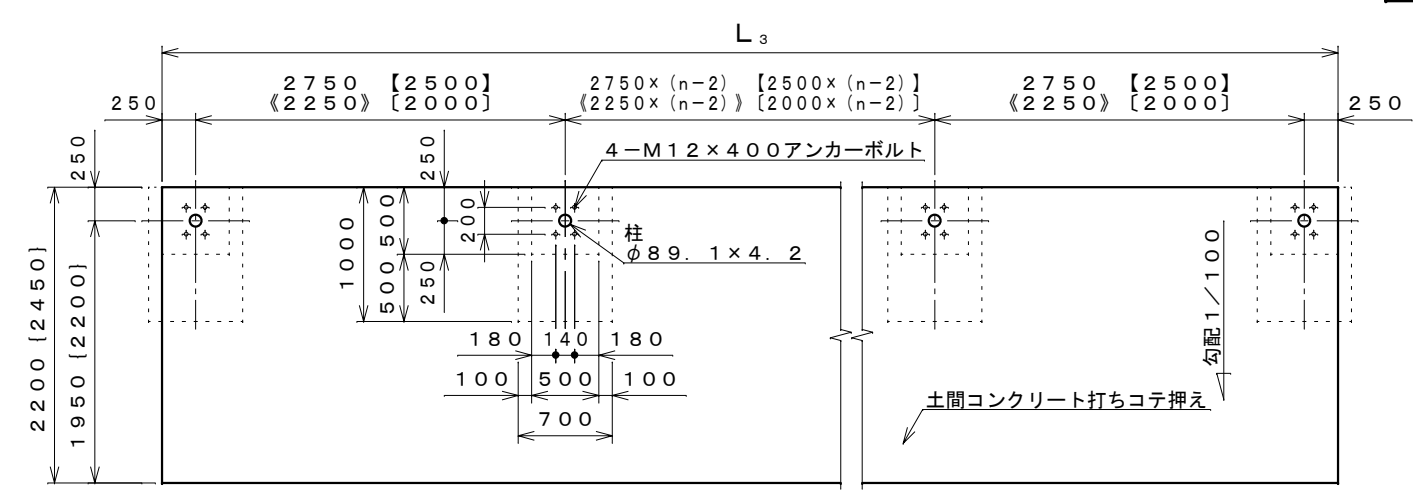 Ｌ₃
２７５０ 【２５００】
《２２５０》〔２０００〕
２７５０×（ｎ－２）【２５００×（ｎ－２）】
《２２５０×（ｎ－２）》〔２０００×（ｎ－２）〕
２７５０ 【２５００】
《２２５０》〔２０００〕
２５０
２５０
２５０
２５０
４－Ｍ１２×４００アンカーボルト
２００
５００
１０００
柱
φ８９．１×４．２
２５０
５００
２２００｛２４５０｝
１９５０｛２２００｝
１８０ １４０ １８０
１００ ５００ １００
７００
勾配１／１００
土間コンクリート打ちコテ押え